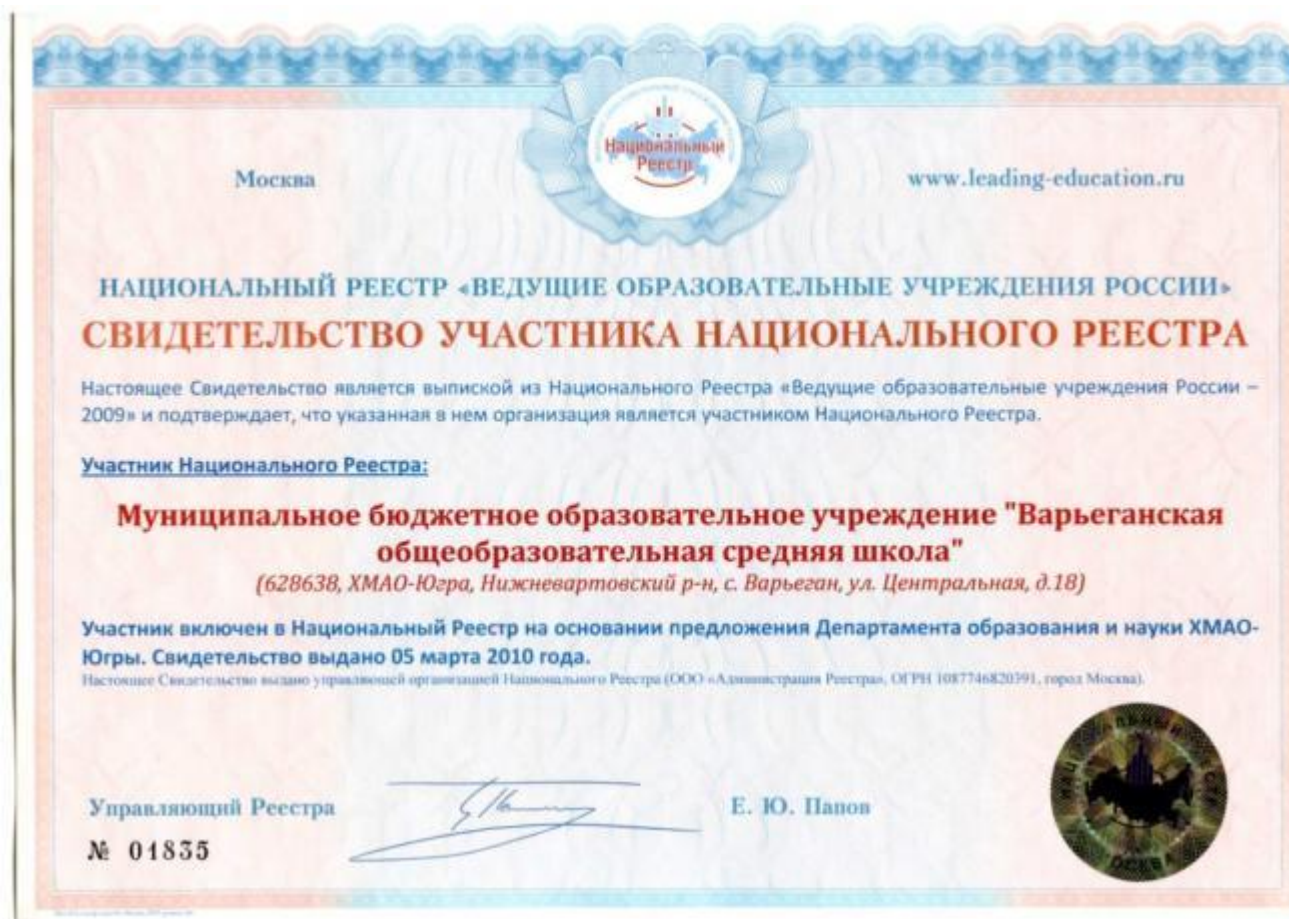 Национальный
Реестр
Москва
www.leading-education.ru
НАЦИОНАЛЬНЫЙ РЕЕСТР «ВЕДУЩИЕ ОБРАЗОВАТЕЛЬНЫЕ УЧРЕЖДЕНИЯ РОССИИ»
СВИДЕТЕЛЬСТВО УЧАСТНИКА НАЦИОНАЛЬНОГО РЕЕСТРА
Настоящее Свидетельство является выпиской из Национального Реестра «Ведущие образовательные учреждения России –
2009» и подтверждает, что указанная в нем организация является участником Национального Реестра.
Участник Национального Реестра:
Муниципальное бюджетное образовательное учреждение "Варьеганская
общеобразовательная средняя школа"
(628638, ХМАО-Югра, Нижневартовский р-н, с. Варьеган, ул. Центральная, д.18)
Участник включен в Национальный Реестр на основании предложения Департамента образования и науки ХМАО-
Югры. Свидетельство выдано 05 марта 2010 года.
Настоящее Свидетельство выдано управляющей организацией Национального Реестра (ООО «Администрация Реестра», ОГРН 1087746820391, город Москва).
Управляющий Реестра
Е. Ю. Папов
№ 01835